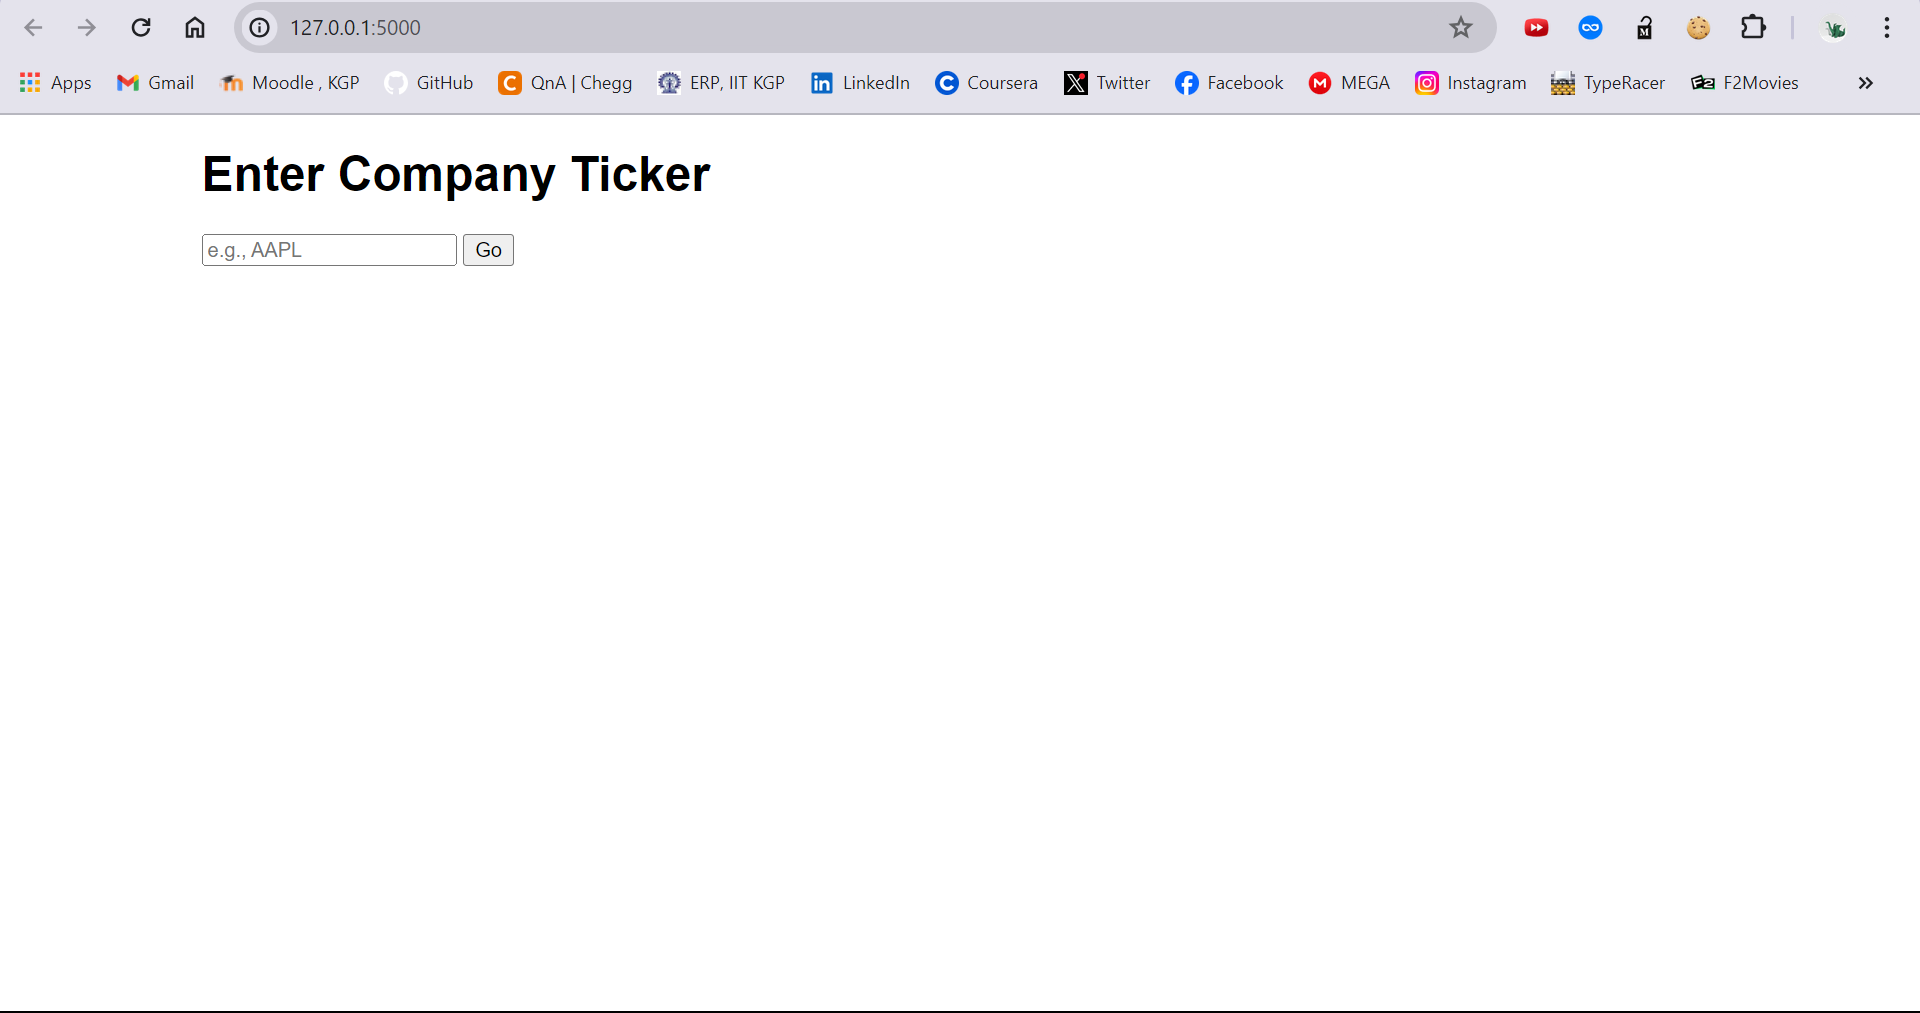 127.0.0.1:5000
Apps Gmail Moodle , KGP GitHub QnA | Chegg ERP, IIT KGP LinkedIn Coursera Twitter Facebook MEGA Instagram TypeRacer F2Movies
Enter Company Ticker
e.g., AAPL Go